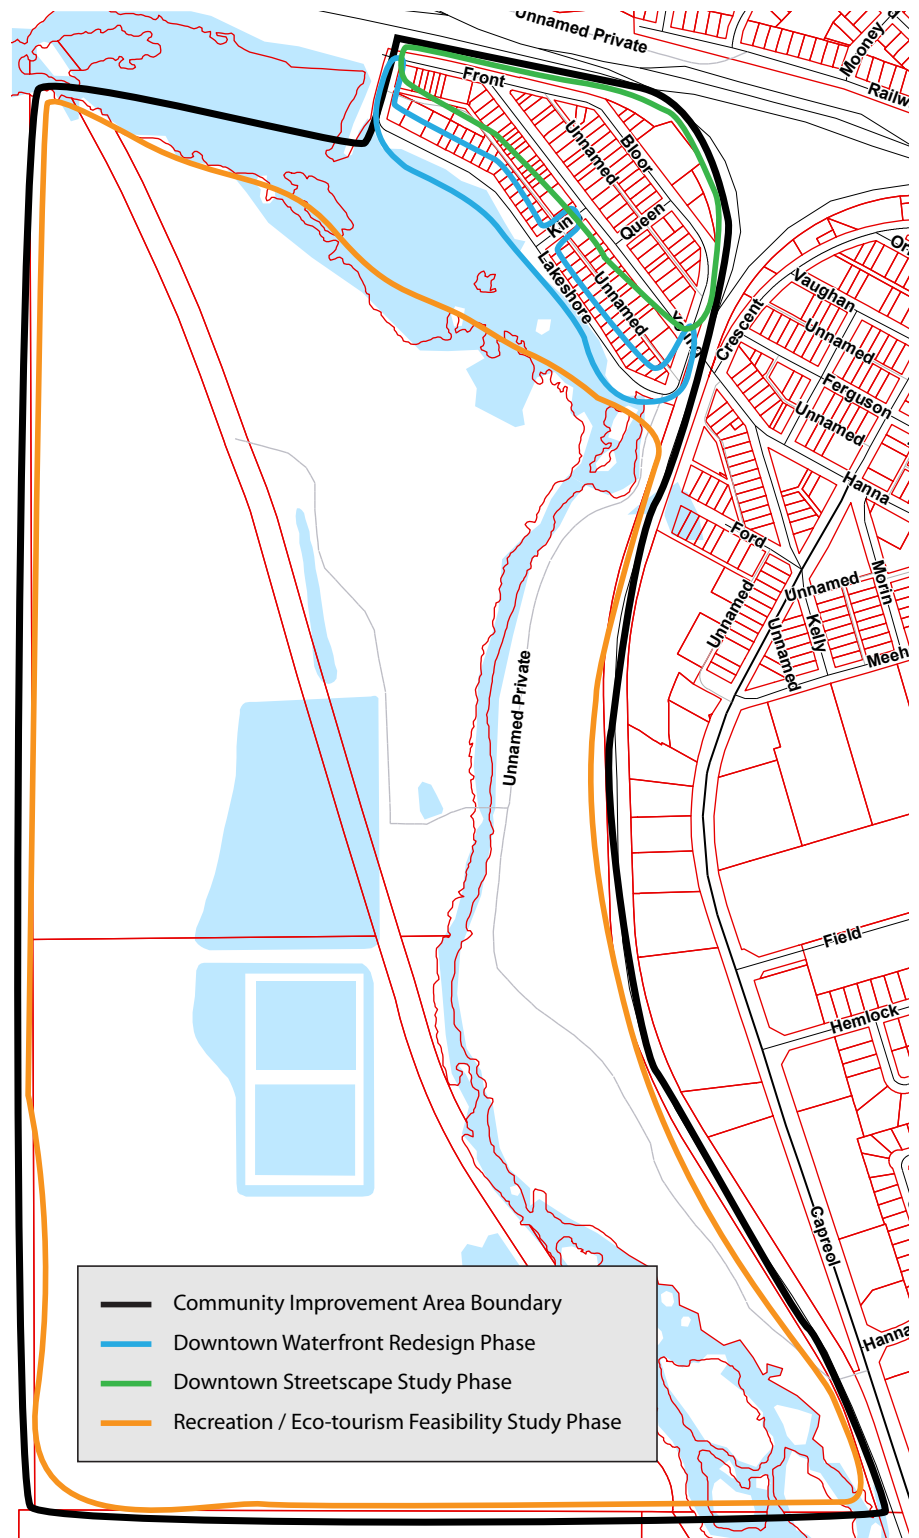 Unnamed Private
Mooney
Railw
Front
Unnamed
Bloor
Queen
Kin
Lakeshore
Unnamed
Or
Vaughan
Crescent
Unnamed
Ferguson
Unnamed
Hanna
Ford
Unnamed
Morin
Unnamed
Kelly
Unnamed
Meeh
Unnamed Private
Field
Hemlock
Capreol
Hanna
Community Improvement Area Boundary
Downtown Waterfront Redesign Phase
Downtown Streetscape Study Phase
Recreation / Eco-tourism Feasibility Study Phase